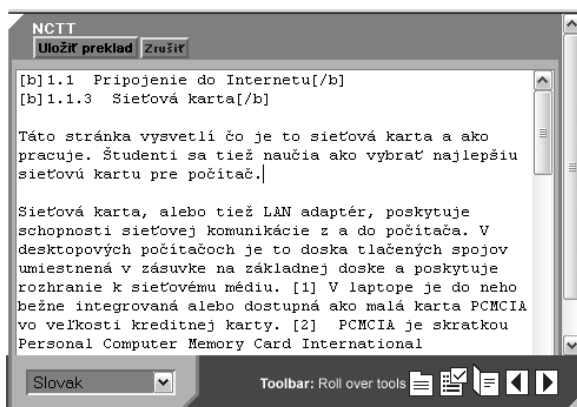 NCTT
Uložiť preklad Zrušiť
[b]1.1 Pripojenie do Internetu[/b]
[b]1.1.3 Sieťová karta[/b]
Táto stránka vysvetlí čo je to sieťová karta a ako
pracuje. Študenti sa tiež naučia ako vybrať najlepšiu
sieťovú kartu pre počítač.
Sieťová karta, alebo tiež LAN adaptér, poskytuje
schopnosti sieťovej komunikácie z a do počítača. V
desktopových počítačoch je to doska tlačených spojov
umiestnená v zásuvke na základnej doske a poskytuje
rozhranie k sieťovému médiu. [1] V laptope je do neho
bežne integrovaná alebo dostupná ako malá karta PCMCIA
vo veľkosti kreditnej karty. [2] PCMCIA je skratkou
Personal Computer Memory Card International
Slovak Toolbar: Roll over tools